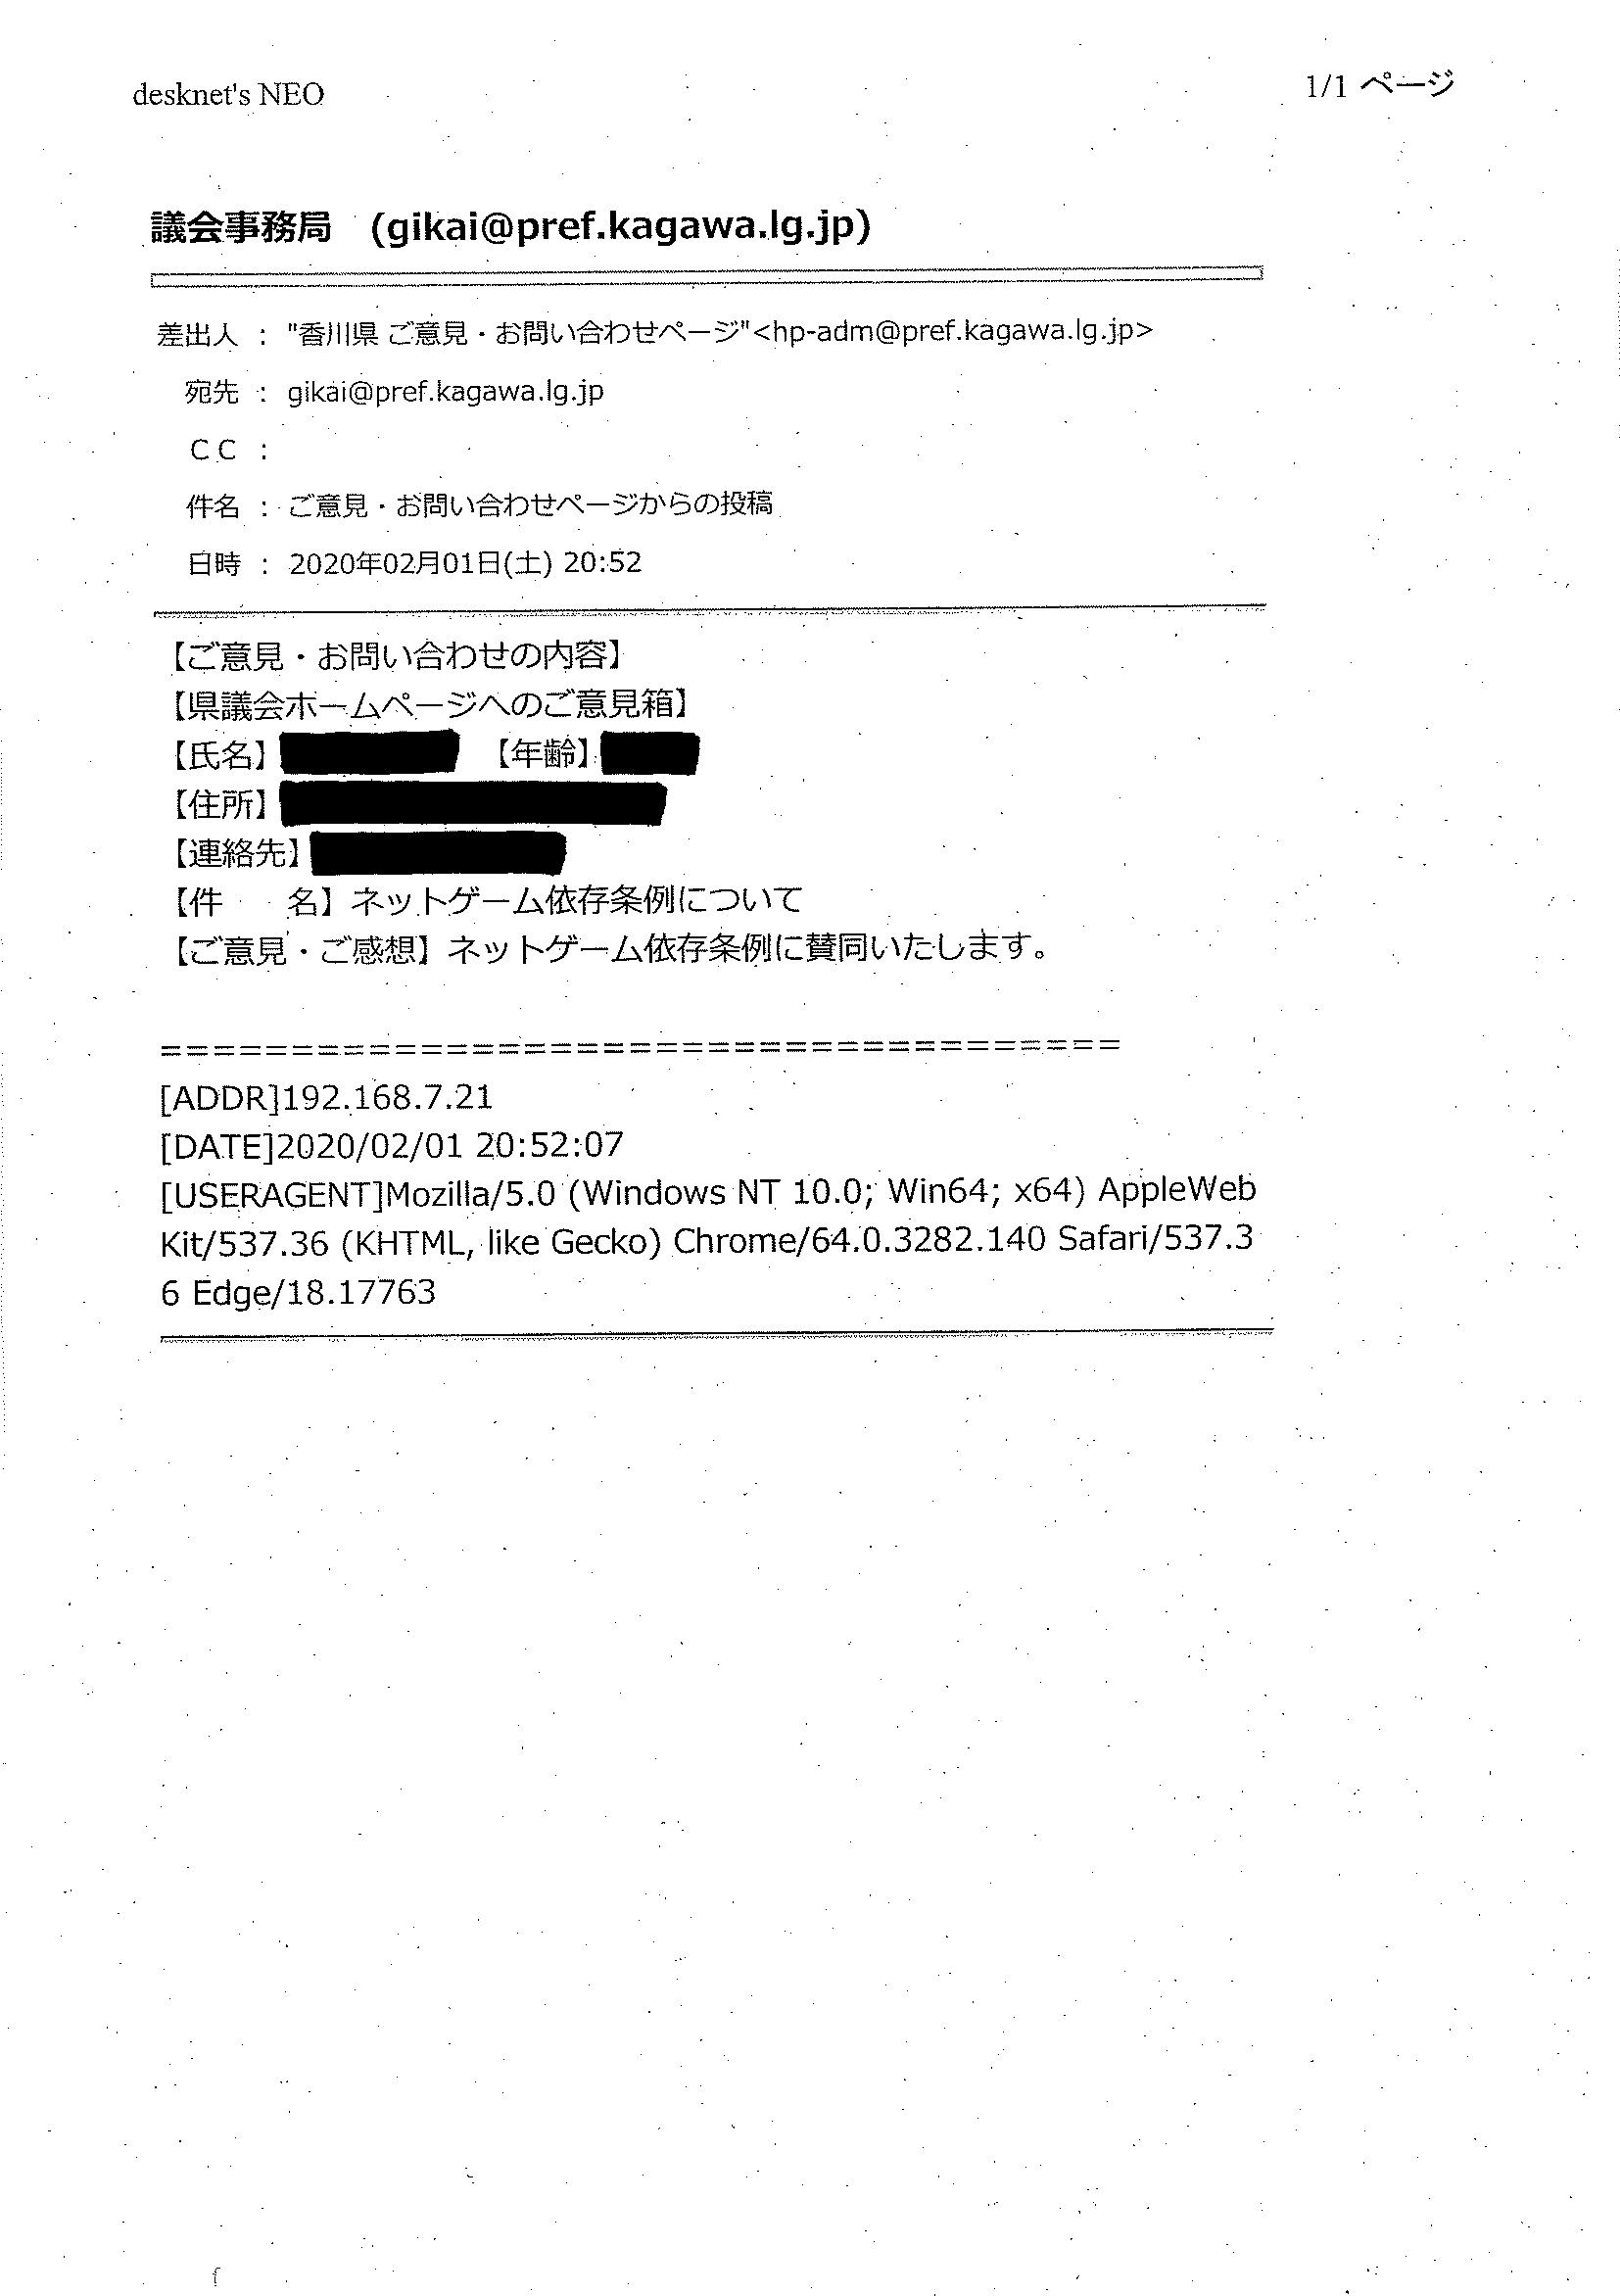 desknet's NEO
1/1 ページ
議会事務局 (gikai@pref.kagawa.lg.jp)
差出人 : "香川県 ご意見・お問い合わせページ"<hp-adm@pref.kagawa.lg.jp>
宛先 : gikai@pref.kagawa.lg.jp
CC :
件名 : ご意見・お問い合わせページからの投稿
日時 : 2020年02月01日(土) 20:52
【ご意見・お問い合わせの内容】
【県議会ホームページへのご意見箱】
【氏名】 【年齢】
【住所】
【連絡先】
【件　　名】ネットゲーム依存条例について
【ご意見・ご感想】ネットゲーム依存条例に賛同いたします。
=====================================
[ADDR]192.168.7.21
[DATE]2020/02/01 20:52:07
[USERAGENT]Mozilla/5.0 (Windows NT 10.0; Win64; x64) AppleWeb
Kit/537.36 (KHTML, like Gecko) Chrome/64.0.3282.140 Safari/537.3
6 Edge/18.17763